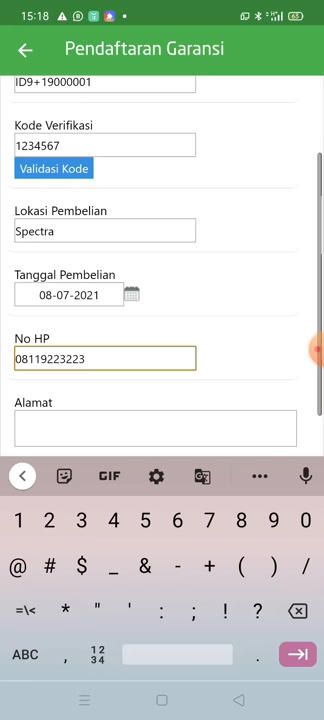 15:18
63
Pendaftaran Garansi
ID9+19000001
Kode Verifikasi
1234567
Validasi Kode
Lokasi Pembelian
Spectra
Tanggal Pembelian
08-07-2021
No HP
08119223223
Alamat
GIF
1 2 3 4 5 6 7 8 9 0
@ # $ _ & - + ( ) /
=\< * " ' : ; ! ?
ABC , 12 34 .